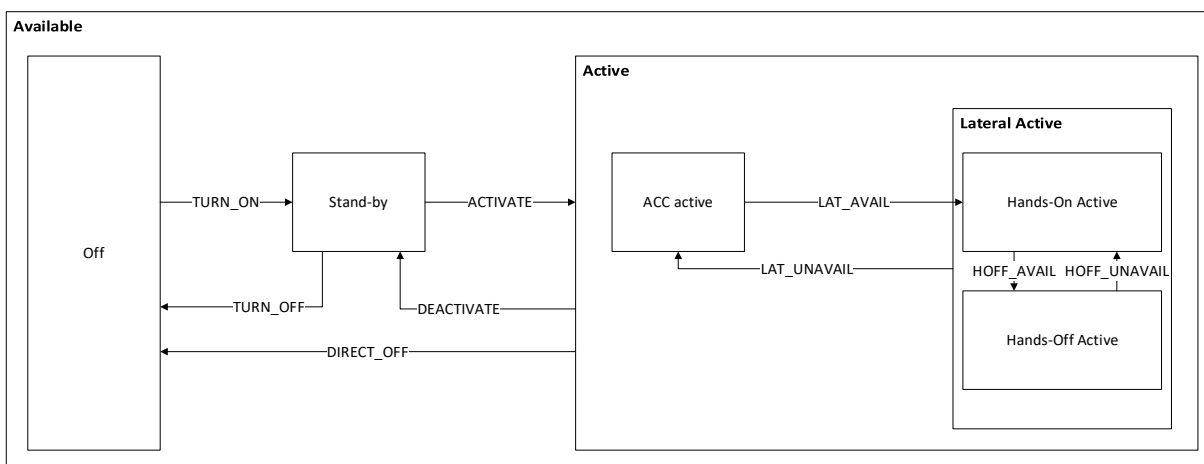 Available
Active
Lateral Active
Off
TURN_ON
Stand-by
ACTIVATE
ACC active
LAT_AVAIL
Hands-On Active
LAT_UNAVAIL
HOFF_AVAIL
HOFF_UNAVAIL
TURN_OFF
DEACTIVATE
Hands-Off Active
DIRECT_OFF